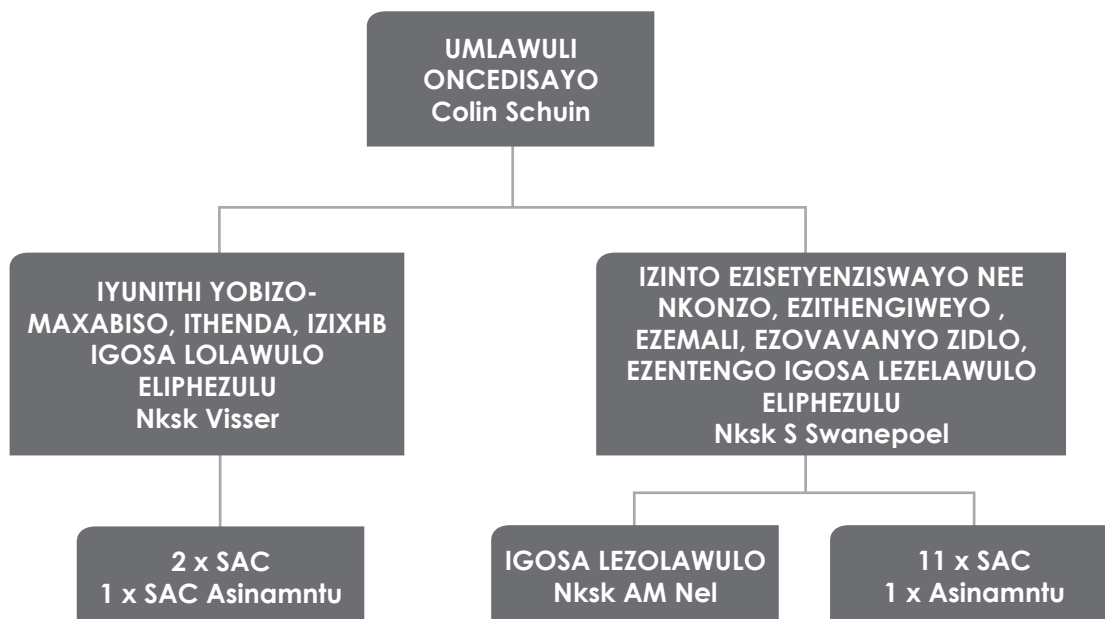 UMLAWULI
ONCEDISAYO
Colin Schuin
IYUNITHI YOBIZO-
MAXABISO, ITHENDA, IZIXHB
IGOSA LOLAWULO
ELIPHEZULU
Nksk Visser
IZINTO EZISETYENZISWAYO NEE
NKONZO, EZITHENGIWEYO ,
EZEMALI, EZOVAVANYO ZIDLO,
EZENTENGO IGOSA LEZELAWULO
ELIPHEZULU
Nksk S Swanepoel
2 x SAC
1 x SAC Asinamntu
IGOSA LEZOLAWULO
Nksk AM Nel
11 x SAC
1 x Asinamntu